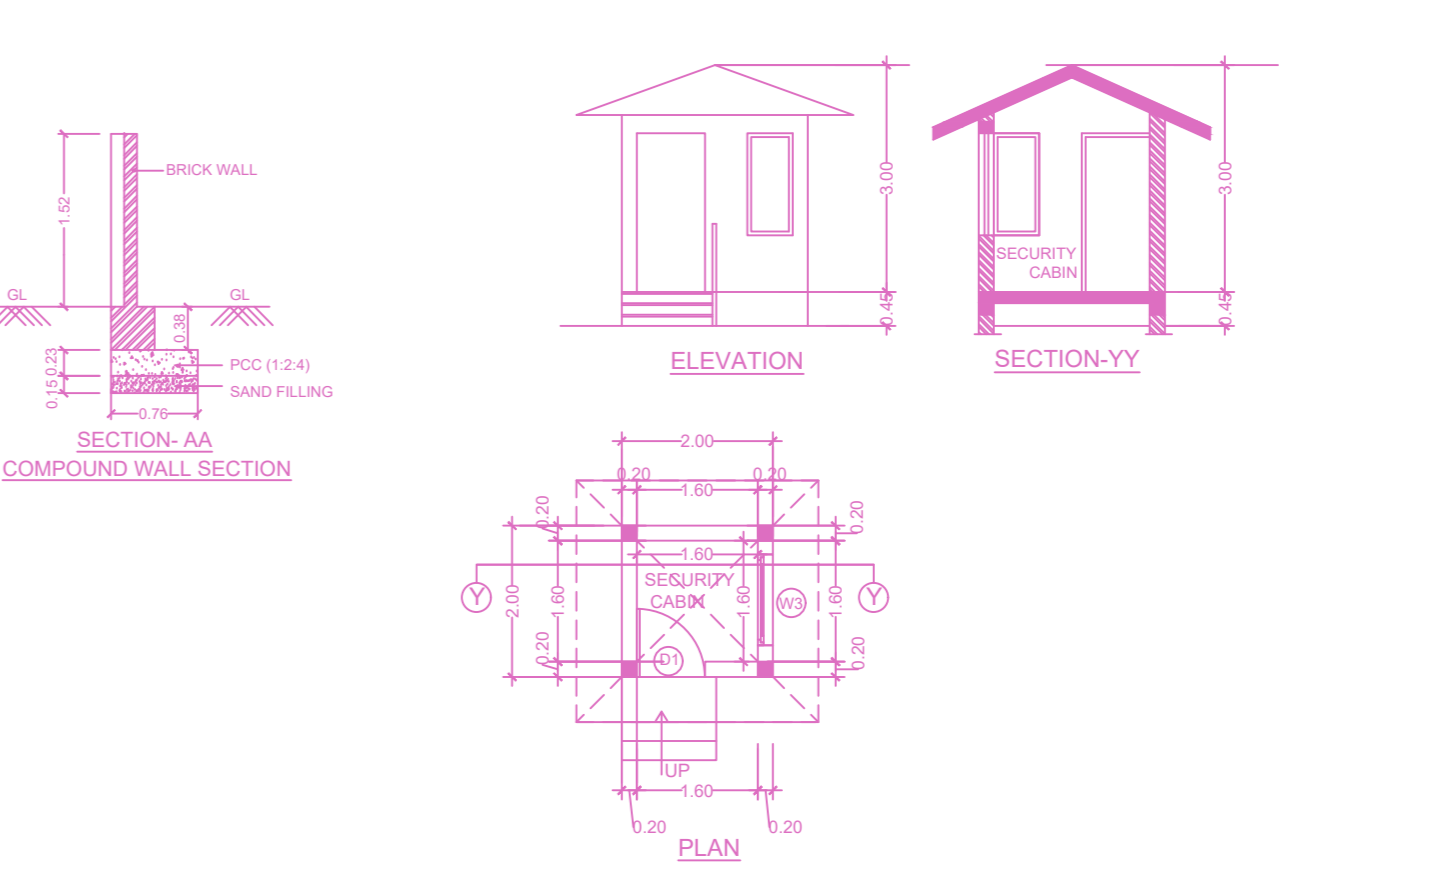 BRICK WALL
1.52
GL
GL
0.38
0.23
PCC (1:2:4)
0.15
SAND FILLING
0.76
SECTION- AA
COMPOUND WALL SECTION
3.00
0.45
ELEVATION
SECURITY
CABIN
3.00
0.45
SECTION-YY
2.00
0.20
0.20
1.60
0.20
0.20
1.60
SECURITY
CABIN
Y
2.00
1.60
1.60
W3
1.60
Y
0.20
D1
0.20
UP
1.60
0.20
0.20
PLAN